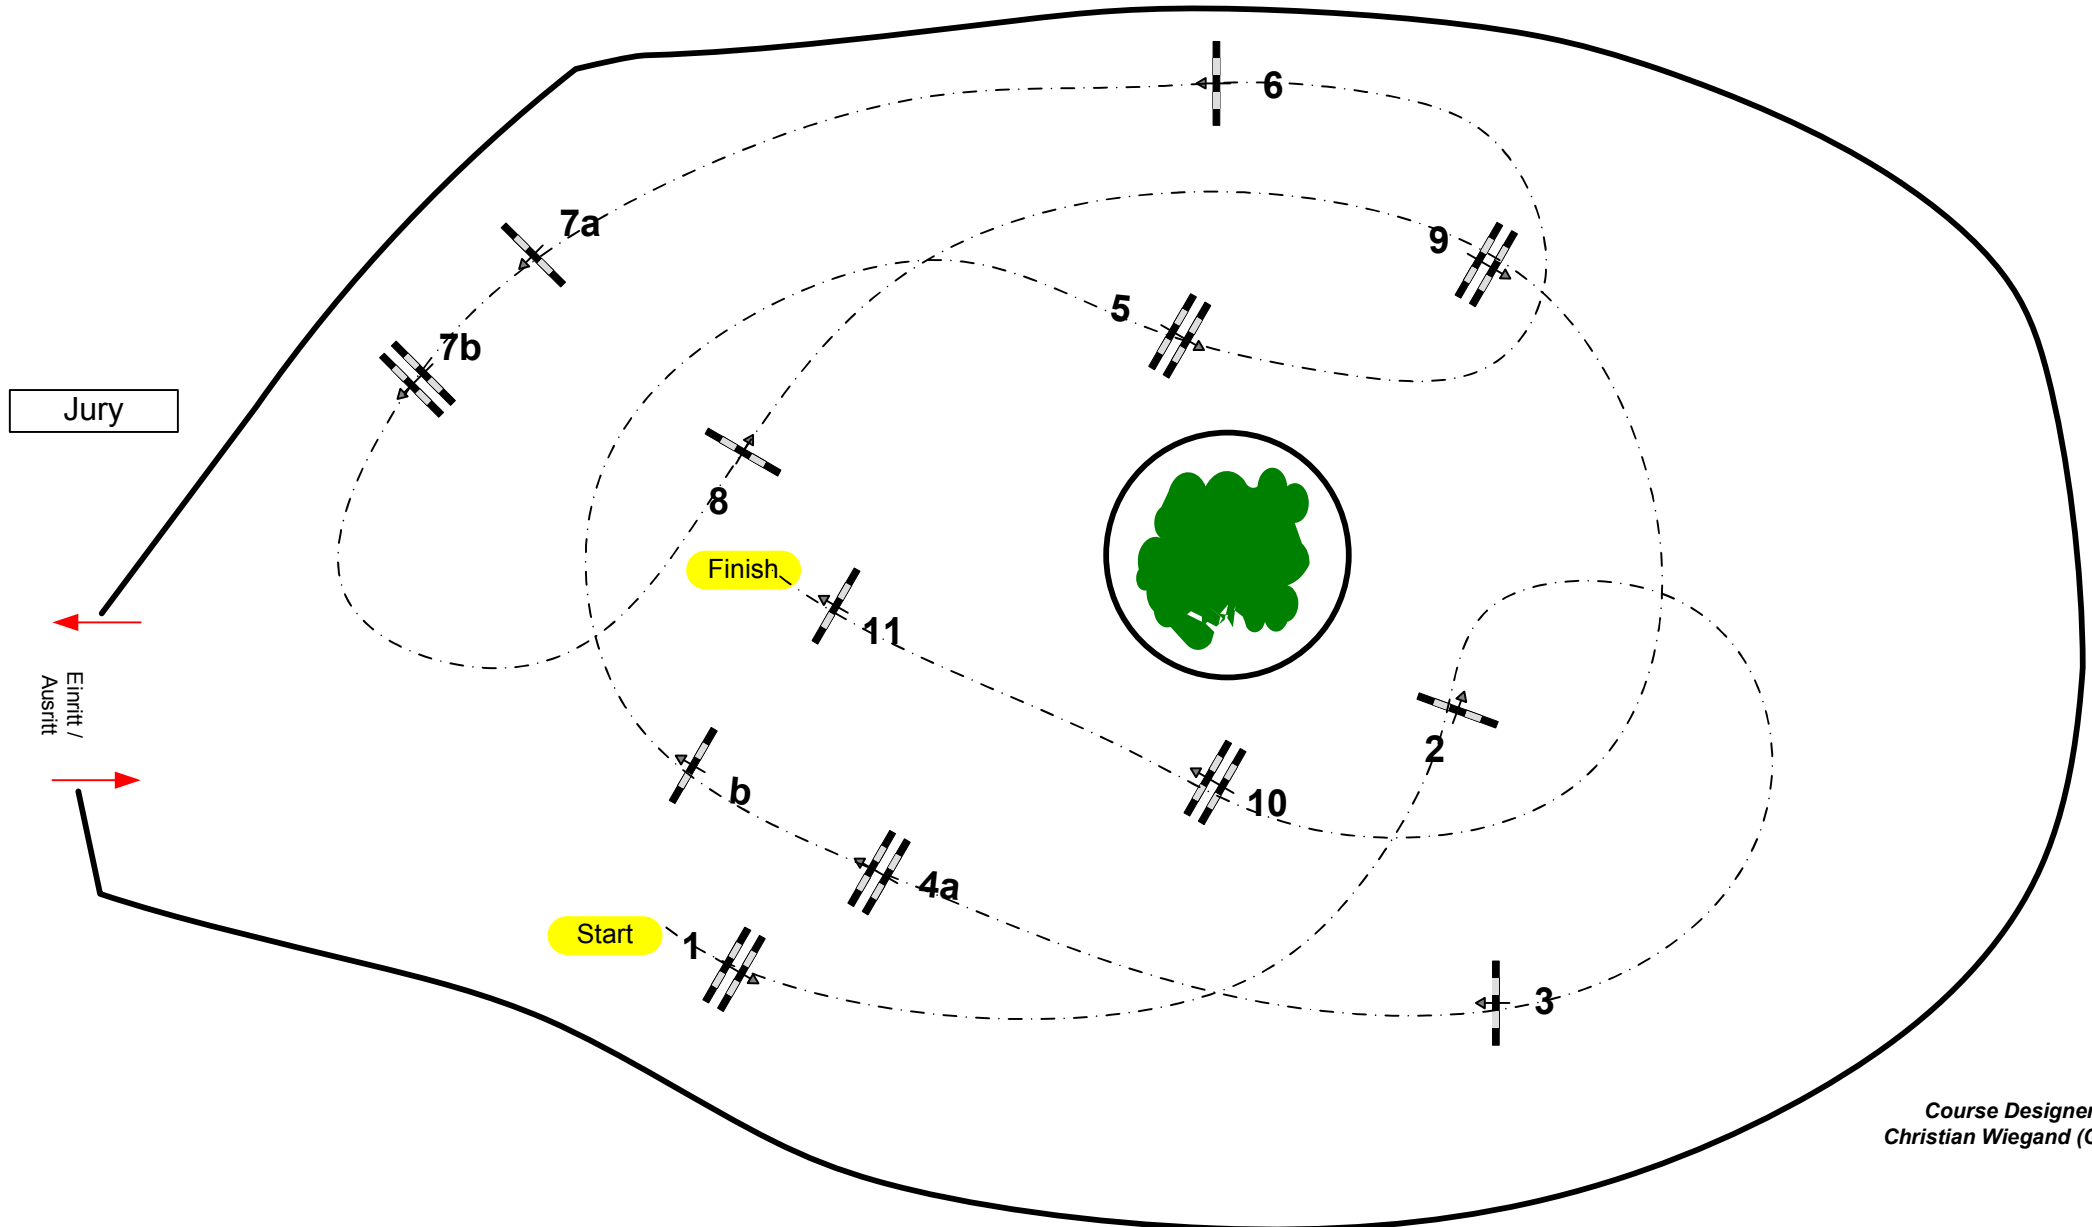 6
7a
9
5
7b
Jury
8
Finish
11
Einritt /
Ausritt
2
b
10
4a
Start
1
3
Course Designer
Christian Wiegand (